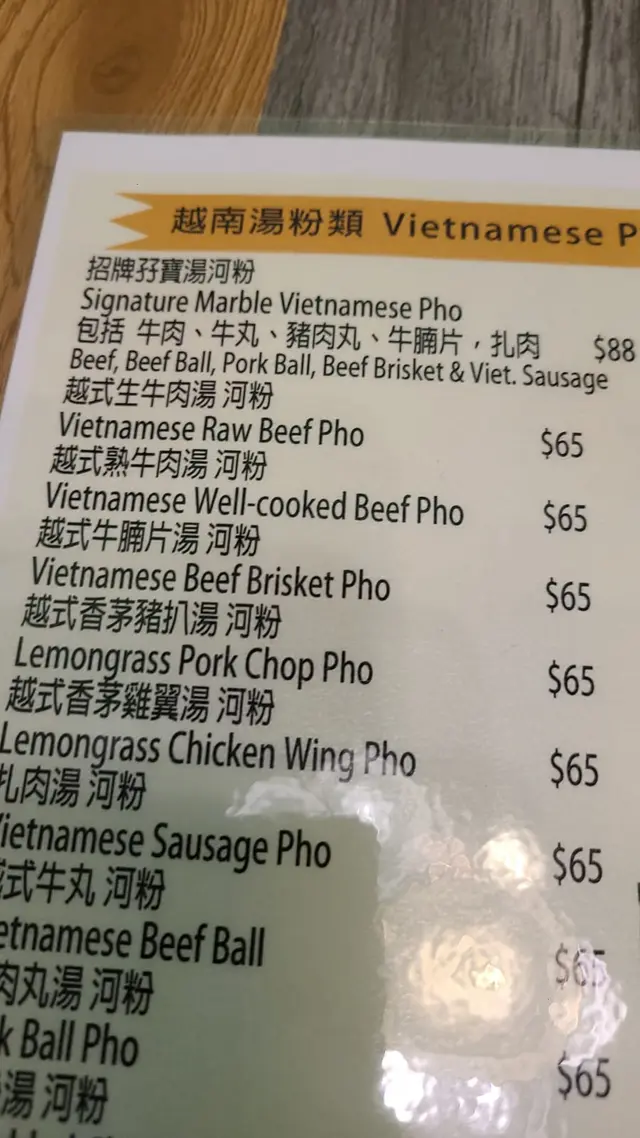 越南湯粉類 Vietnamese P
招牌孖寶湯河粉
Signature Marble Vietnamese Pho
包括 牛肉、牛丸、豬肉丸、牛腩片，扎肉 $88
Beef, Beef Ball, Pork Ball, Beef Brisket & Viet. Sausage
越式生牛肉湯 河粉
Vietnamese Raw Beef Pho $65
越式熟牛肉湯 河粉
Vietnamese Well-cooked Beef Pho $65
越式牛腩片湯 河粉
Vietnamese Beef Brisket Pho $65
越式香茅豬扒湯 河粉
Lemongrass Pork Chop Pho $65
越式香茅雞翼湯 河粉
Lemongrass Chicken Wing Pho $65
扎肉湯 河粉
ietnamese Sausage Pho $65
式牛丸 河粉
etnamese Beef Ball $65
肉丸湯 河粉
k Ball Pho $65
湯 河粉